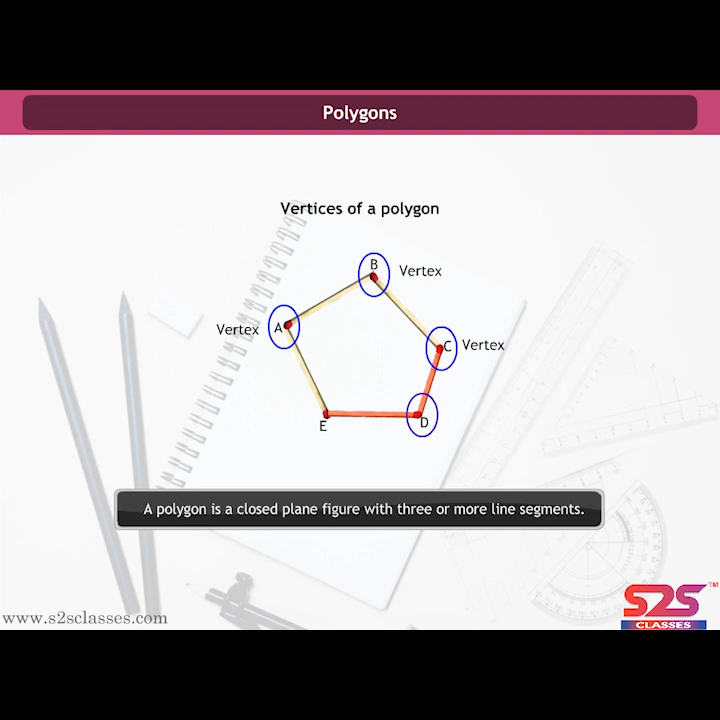 Polygons
Vertices of a polygon
B
Vertex
Vertex A
C Vertex
E
D
A polygon is a closed plane figure with three or more line segments.
www.s2sclasses.com
S2S TM
CLASSES